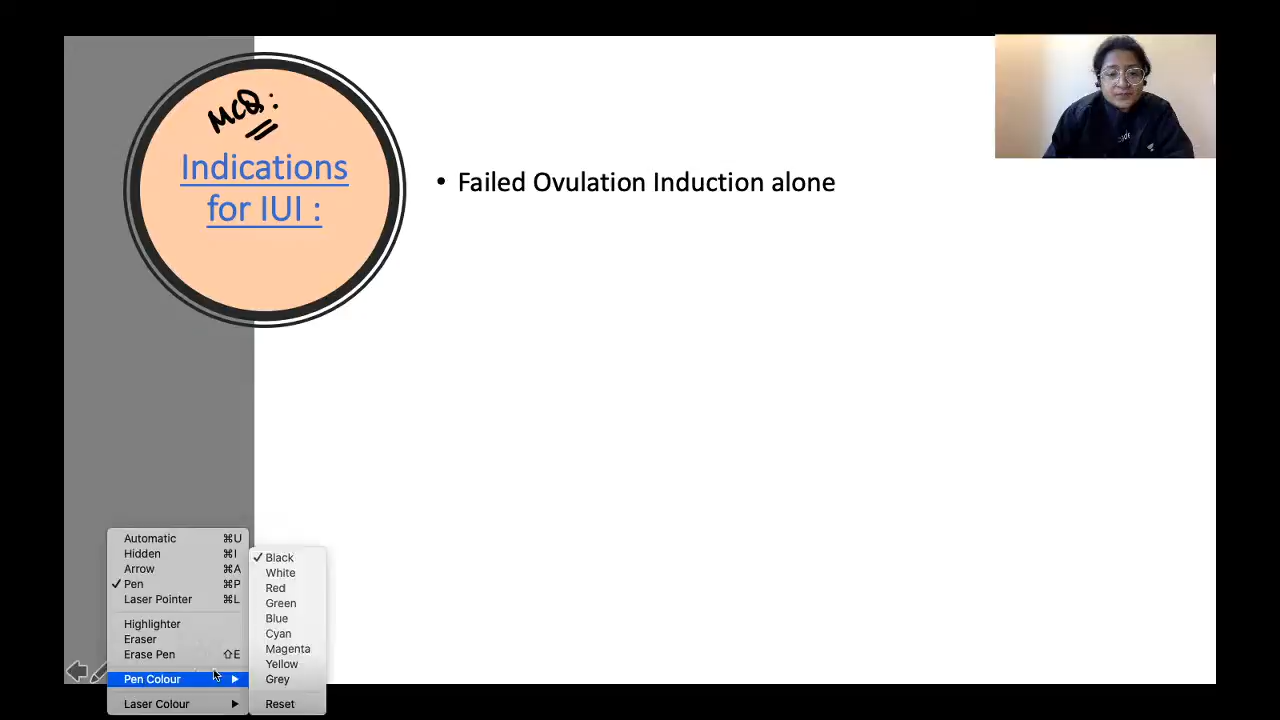 MCQ:
Indications
for IUI :
• Failed Ovulation Induction alone
Automatic ⌘U
Hidden ⌘I
Arrow ⌘A
✓ Pen ⌘P
Laser Pointer ⌘L
Highlighter
Eraser
Erase Pen ⇧E
Pen Colour ▶
Laser Colour ▶
✓ Black
White
Red
Green
Blue
Cyan
Magenta
Yellow
Grey
Reset